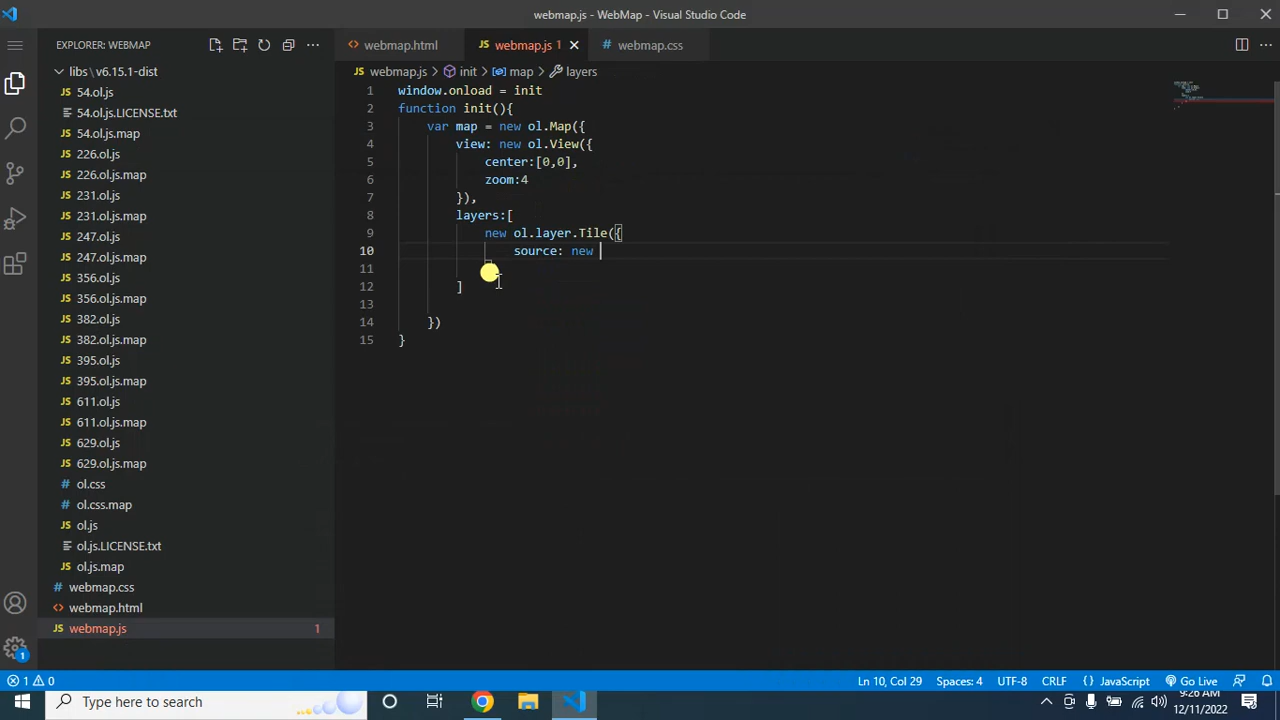 webmap.js - WebMap - Visual Studio Code
EXPLORER: WEBMAP
libs\v6.15.1-dist
54.ol.js
54.ol.js.LICENSE.txt
54.ol.js.map
226.ol.js
226.ol.js.map
231.ol.js
231.ol.js.map
247.ol.js
247.ol.js.map
356.ol.js
356.ol.js.map
382.ol.js
382.ol.js.map
395.ol.js
395.ol.js.map
611.ol.js
611.ol.js.map
629.ol.js
629.ol.js.map
ol.css
ol.css.map
ol.js
ol.js.LICENSE.txt
ol.js.map
webmap.css
webmap.html
webmap.js 1
webmap.html webmap.js 1 webmap.css
webmap.js > init > map > layers
1 window.onload = init
2 function init(){
3 var map = new ol.Map({
4 view: new ol.View({
5 center:[0,0],
6 zoom:4
7 }),
8 layers:[
9 new ol.layer.Tile({
10 source: new
11
12 ]
13
14 })
15 }
1 0 Ln 10, Col 29 Spaces: 4 UTF-8 CRLF {} JavaScript Go Live
Type here to search
9:26 AM
12/11/2022